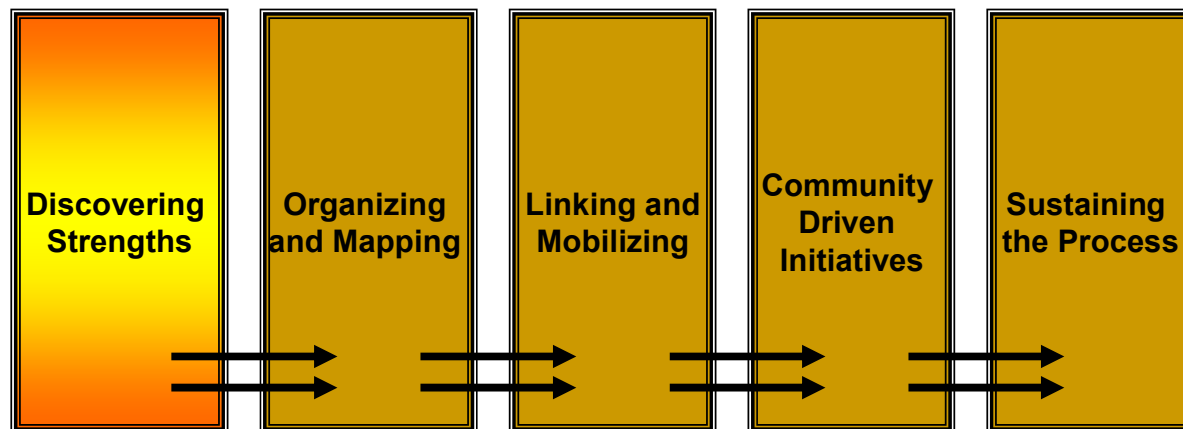 Discovering
Strengths
Organizing
and Mapping
Linking and
Mobilizing
Community
Driven
Initiatives
Sustaining
the Process